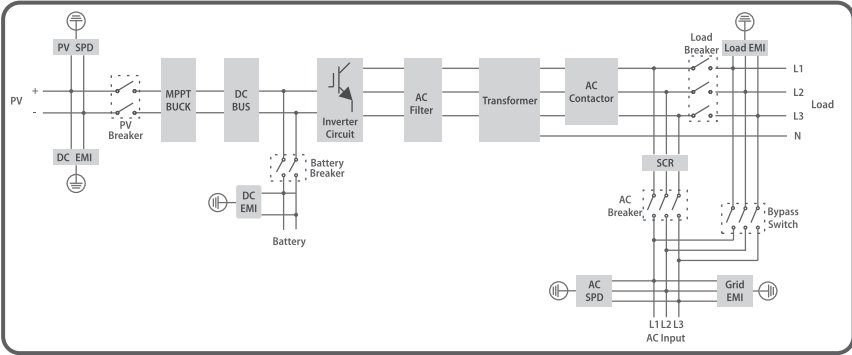 PV SPD
PV
+
-
PV
Breaker
DC EMI
MPPT
BUCK
DC
BUS
Inverter
Circuit
Battery
Breaker
DC
EMI
Battery
AC
Filter
Transformer
AC
Contactor
Load
Breaker
Load EMI
L1
L2
L3
N
Load
SCR
AC
Breaker
Bypass
Switch
AC
SPD
Grid
EMI
L1 L2 L3
AC Input